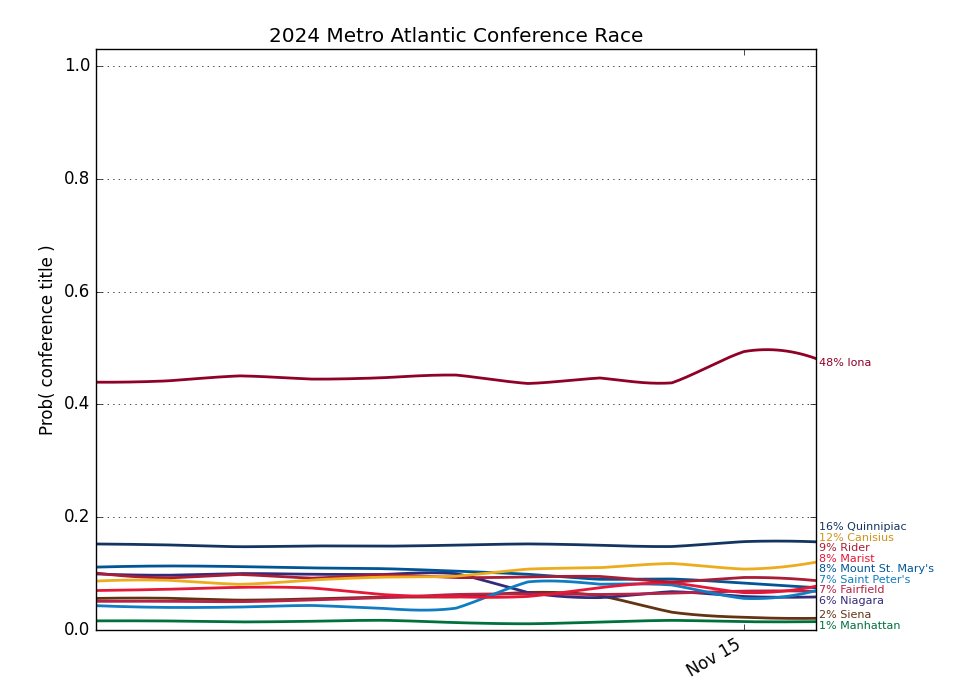 2024 Metro Atlantic Conference Race
Prob( conference title )
1.0
0.8
0.6
0.4
0.2
0.0
48% Iona
16% Quinnipiac
12% Canisius
9% Rider
8% Marist
8% Mount St. Mary's
7% Saint Peter's
7% Fairfield
6% Niagara
2% Siena
1% Manhattan
Nov 15